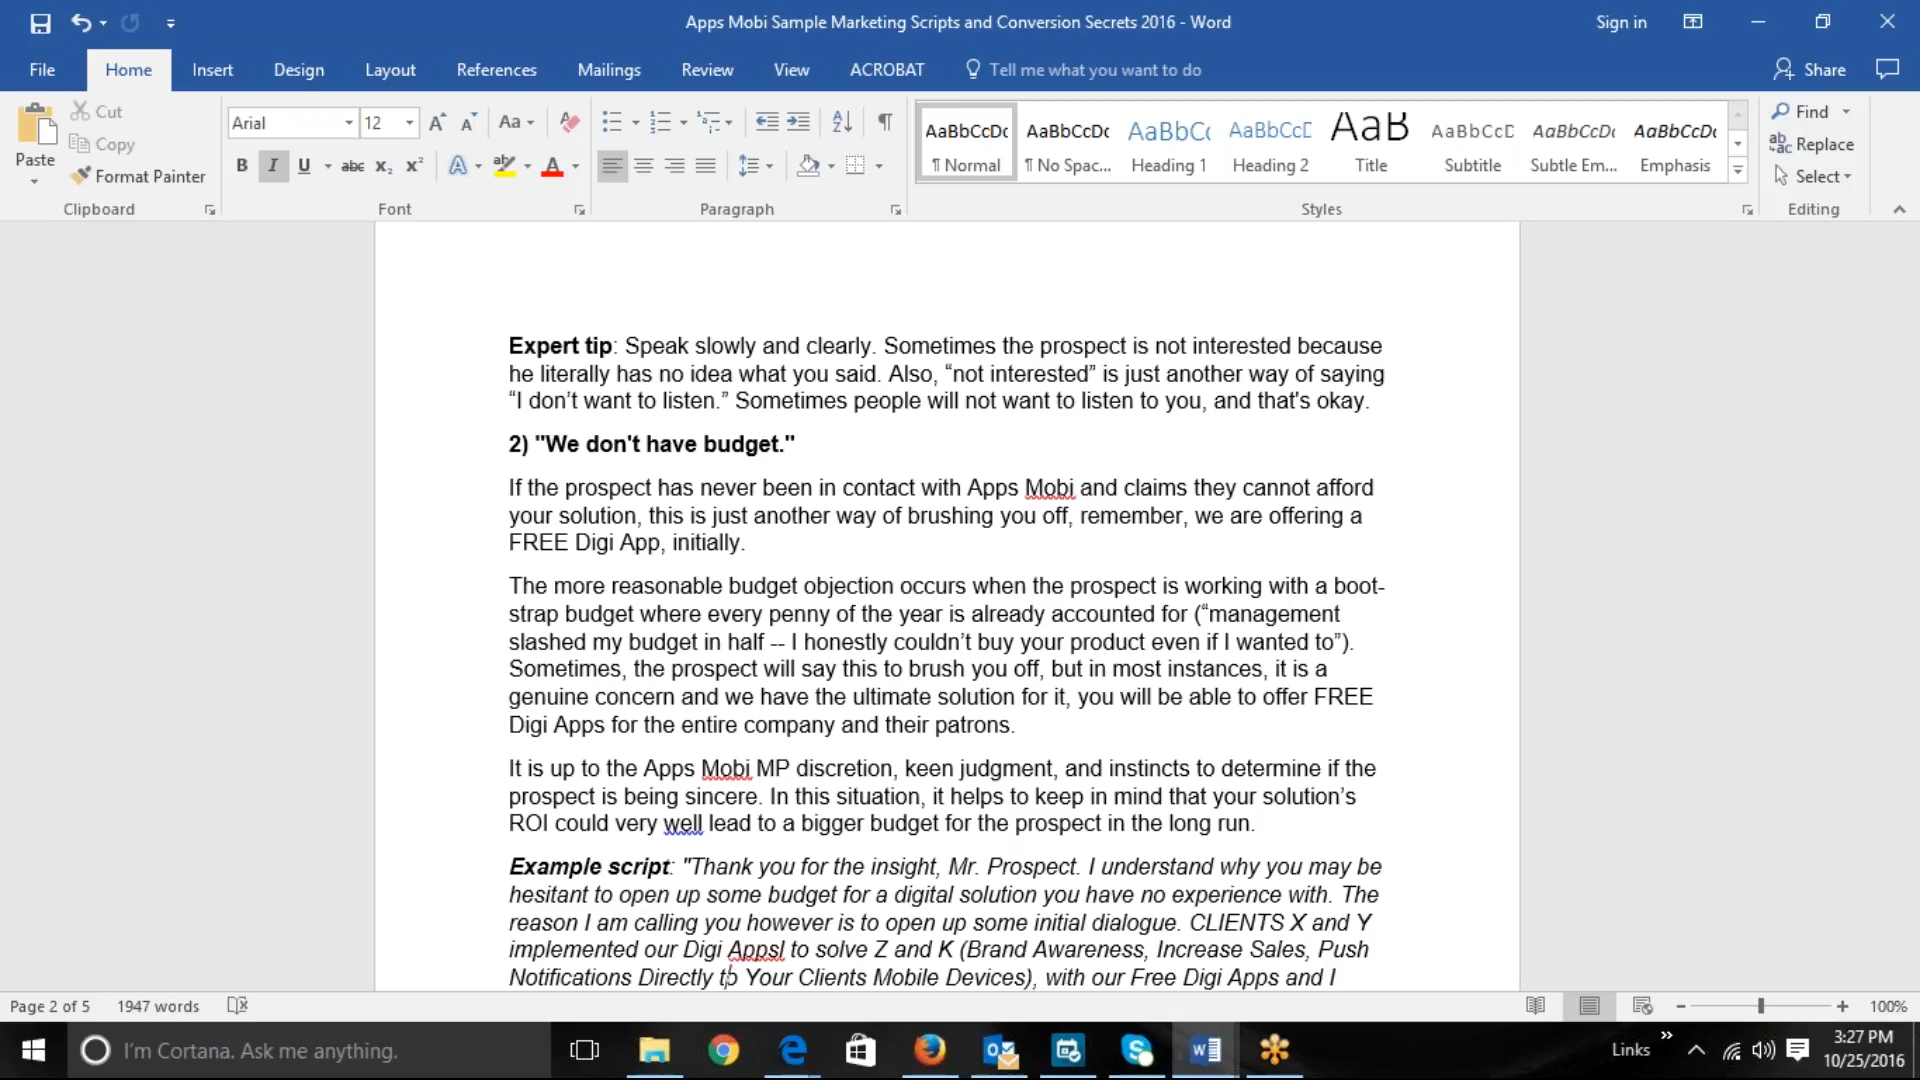 Apps Mobi Sample Marketing Scripts and Conversion Secrets 2016 - Word
Sign in
File Home Insert Design Layout References Mailings Review View ACROBAT Tell me what you want to do Share
Paste
Cut
Copy
Format Painter
Clipboard
Arial 12
Aa
B I U abc x₂ x² A ab A
Font
Paragraph
AaBbCcDc AaBbCcDc AaBbC AaBbCcD AaB AaBbCcD AaBbCcDc AaBbCcDc
¶ Normal ¶ No Spac... Heading 1 Heading 2 Title Subtitle Subtle Em... Emphasis
Styles
Find
Replace
Select
Editing
Expert tip: Speak slowly and clearly. Sometimes the prospect is not interested because
he literally has no idea what you said. Also, “not interested” is just another way of saying
“I don’t want to listen.” Sometimes people will not want to listen to you, and that's okay.
2) "We don't have budget."
If the prospect has never been in contact with Apps Mobi and claims they cannot afford
your solution, this is just another way of brushing you off, remember, we are offering a
FREE Digi App, initially.
The more reasonable budget objection occurs when the prospect is working with a boot-
strap budget where every penny of the year is already accounted for (“management
slashed my budget in half -- I honestly couldn’t buy your product even if I wanted to”).
Sometimes, the prospect will say this to brush you off, but in most instances, it is a
genuine concern and we have the ultimate solution for it, you will be able to offer FREE
Digi Apps for the entire company and their patrons.
It is up to the Apps Mobi MP discretion, keen judgment, and instincts to determine if the
prospect is being sincere. In this situation, it helps to keep in mind that your solution’s
ROI could very well lead to a bigger budget for the prospect in the long run.
Example script: "Thank you for the insight, Mr. Prospect. I understand why you may be
hesitant to open up some budget for a digital solution you have no experience with. The
reason I am calling you however is to open up some initial dialogue. CLIENTS X and Y
implemented our Digi AppsI to solve Z and K (Brand Awareness, Increase Sales, Push
Notifications Directly to Your Clients Mobile Devices), with our Free Digi Apps and I
Page 2 of 5 1947 words 100%
I'm Cortana. Ask me anything.
Links
3:27 PM
10/25/2016